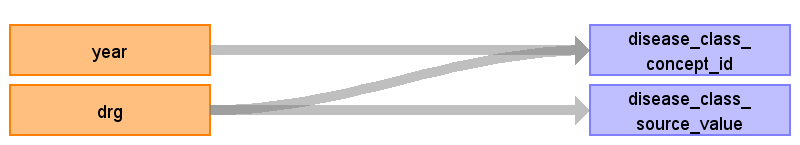 year
disease_class_
concept_id
drg
disease_class_
source_value